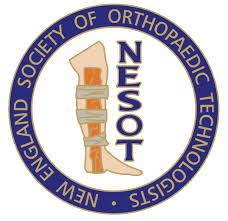 NEW ENGLAND SOCIETY OF ORTHOPAEDIC TECHNOLOGISTS •
NESOT